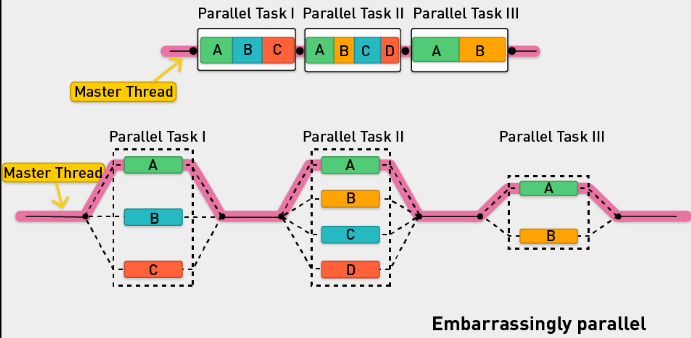 Parallel Task I Parallel Task II Parallel Task III
A B C A B C D A B
Master Thread
Parallel Task I Parallel Task II Parallel Task III
Master Thread
A A A
B B B
C C
C D
Embarrassingly parallel